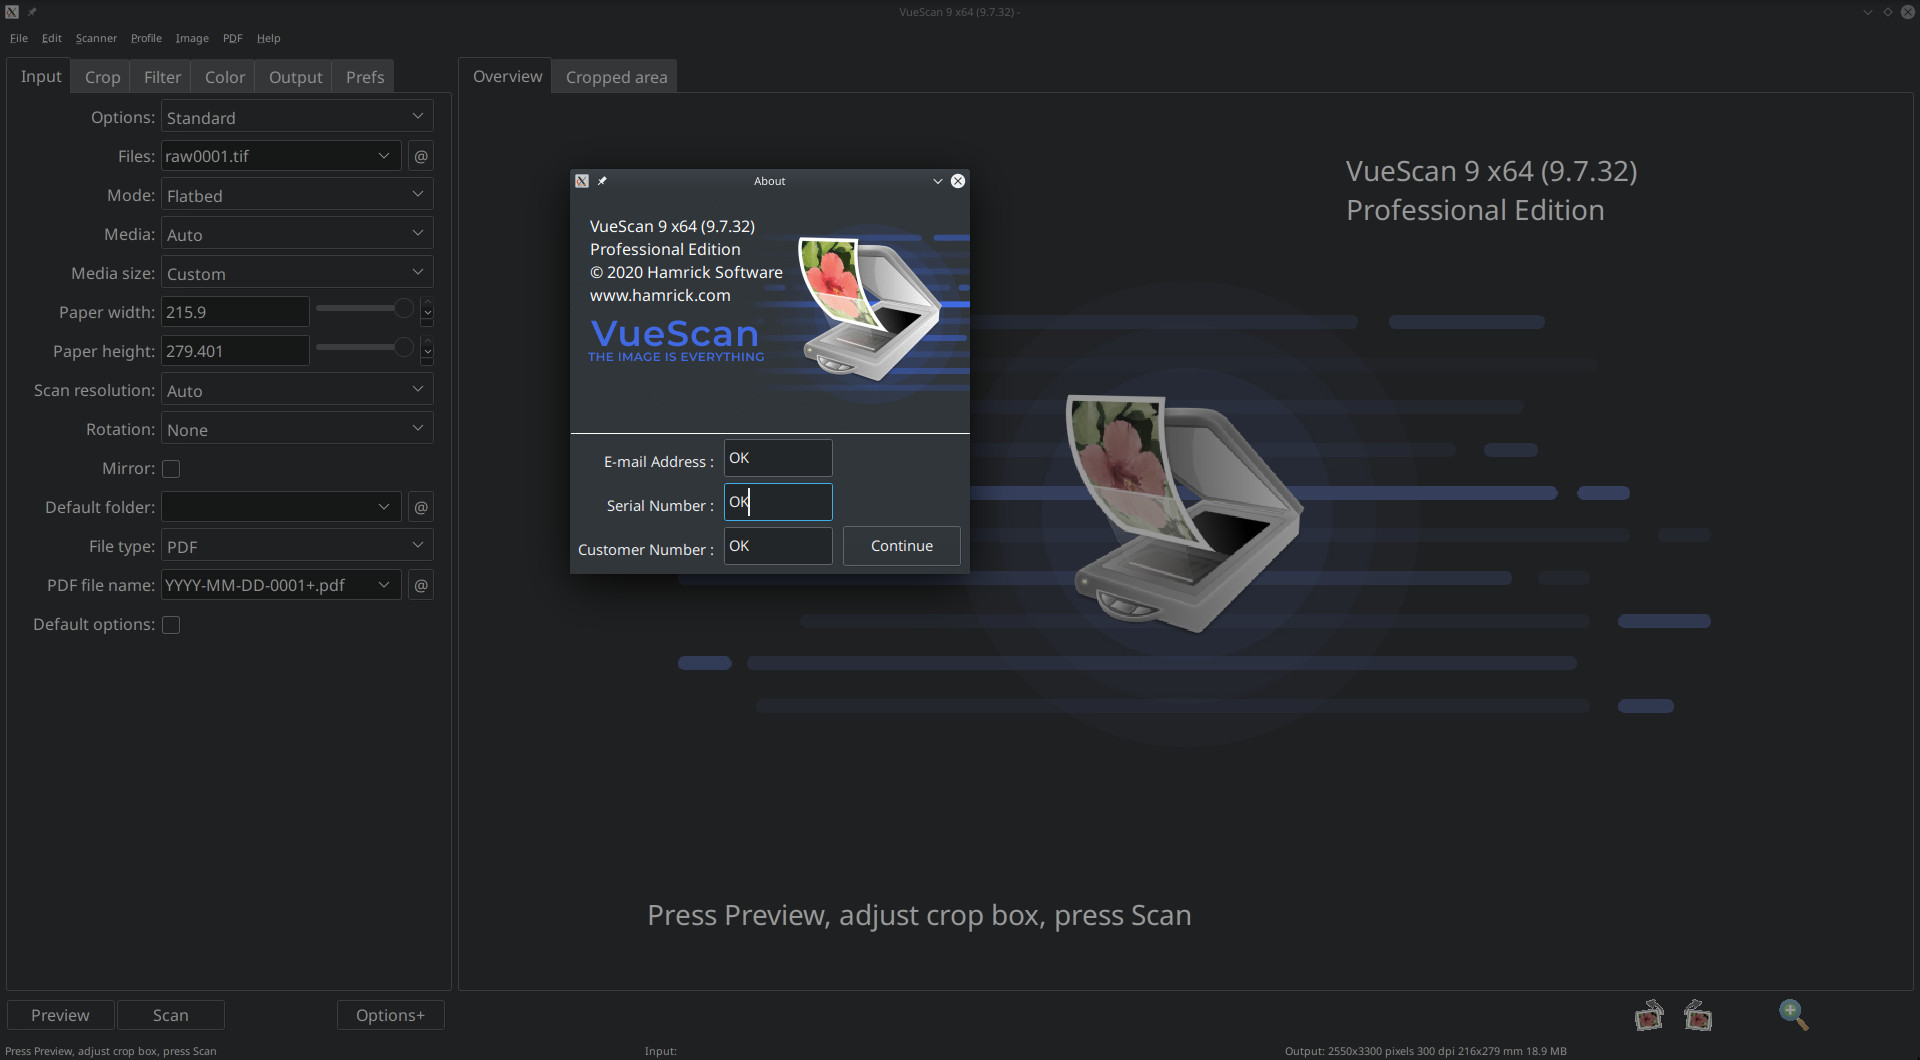 VueScan 9 x64 (9.7.32) -
File Edit Scanner Profile Image PDF Help
Input Crop Filter Color Output Prefs
Options: Standard
Files: raw0001.tif @
Mode: Flatbed
Media: Auto
Media size: Custom
Paper width: 215.9
Paper height: 279.401
Scan resolution: Auto
Rotation: None
Mirror:
Default folder: @
File type: PDF
PDF file name: YYYY-MM-DD-0001+.pdf @
Default options:
Overview Cropped area
VueScan 9 x64 (9.7.32)
Professional Edition
About
VueScan 9 x64 (9.7.32)
Professional Edition
© 2020 Hamrick Software
www.hamrick.com
VueScan
THE IMAGE IS EVERYTHING
E-mail Address : OK
Serial Number : OK
Customer Number : OK
Continue
Press Preview, adjust crop box, press Scan
Preview Scan Options+
Press Preview, adjust crop box, press Scan
Input:
Output: 2550x3300 pixels 300 dpi 216x279 mm 18.9 MB